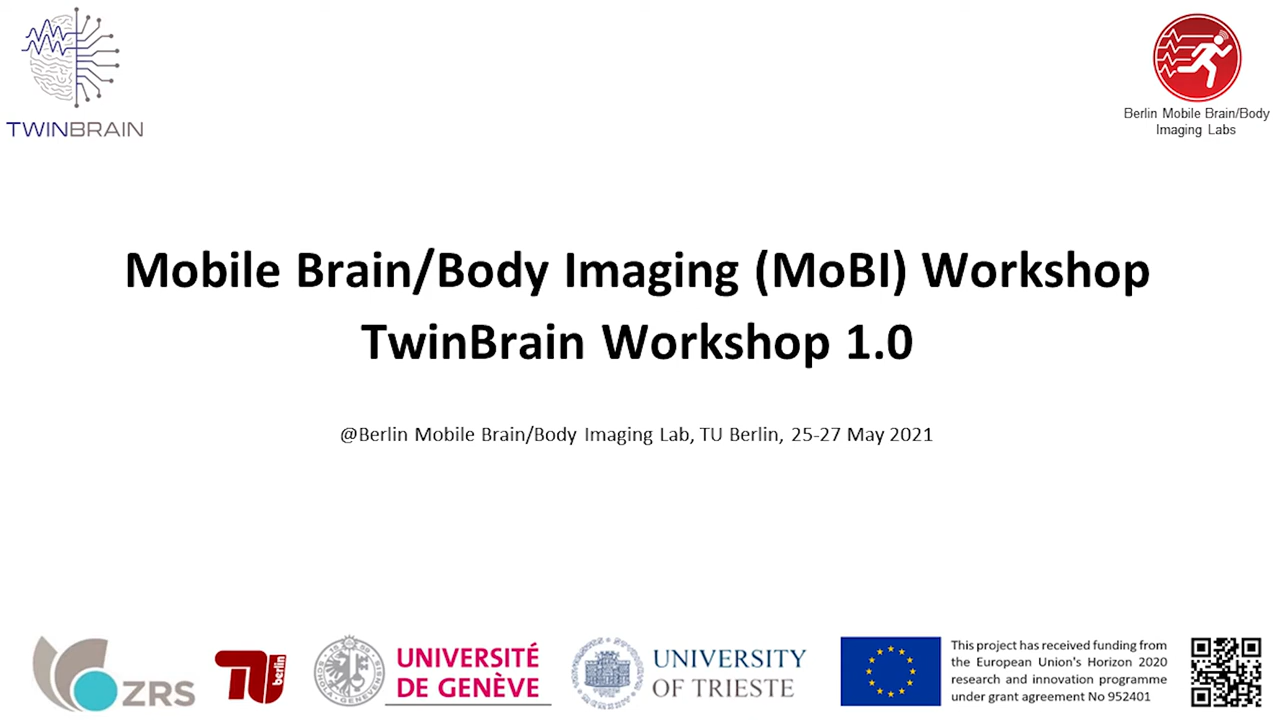 TWINBRAIN
Berlin Mobile Brain/Body
Imaging Labs
Mobile Brain/Body Imaging (MoBI) Workshop
TwinBrain Workshop 1.0
@Berlin Mobile Brain/Body Imaging Lab, TU Berlin, 25-27 May 2021
ZRS
TU
berlin
UNIVERSITÉ
DE GENÈVE
UNIVERSITY
OF TRIESTE
This project has received funding from
the European Union's Horizon 2020
research and innovation programme
under grant agreement No 952401